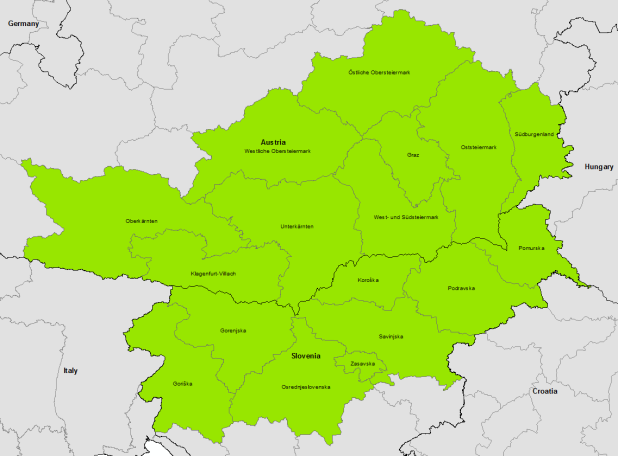 Germany
Östliche Obersteiermark
Südburgenland
Austria
Westliche Obersteiermark
Graz
Oststeiermark
Hungary
Oberkärnten
Unterkärnten
West- und Südsteiermark
Pomurska
Klagenfurt-Villach
Koroška
Podravska
Gorenjska
Savinjska
Slovenia
Zasavska
Italy
Goriška
Osrednjeslovenska
Croatia